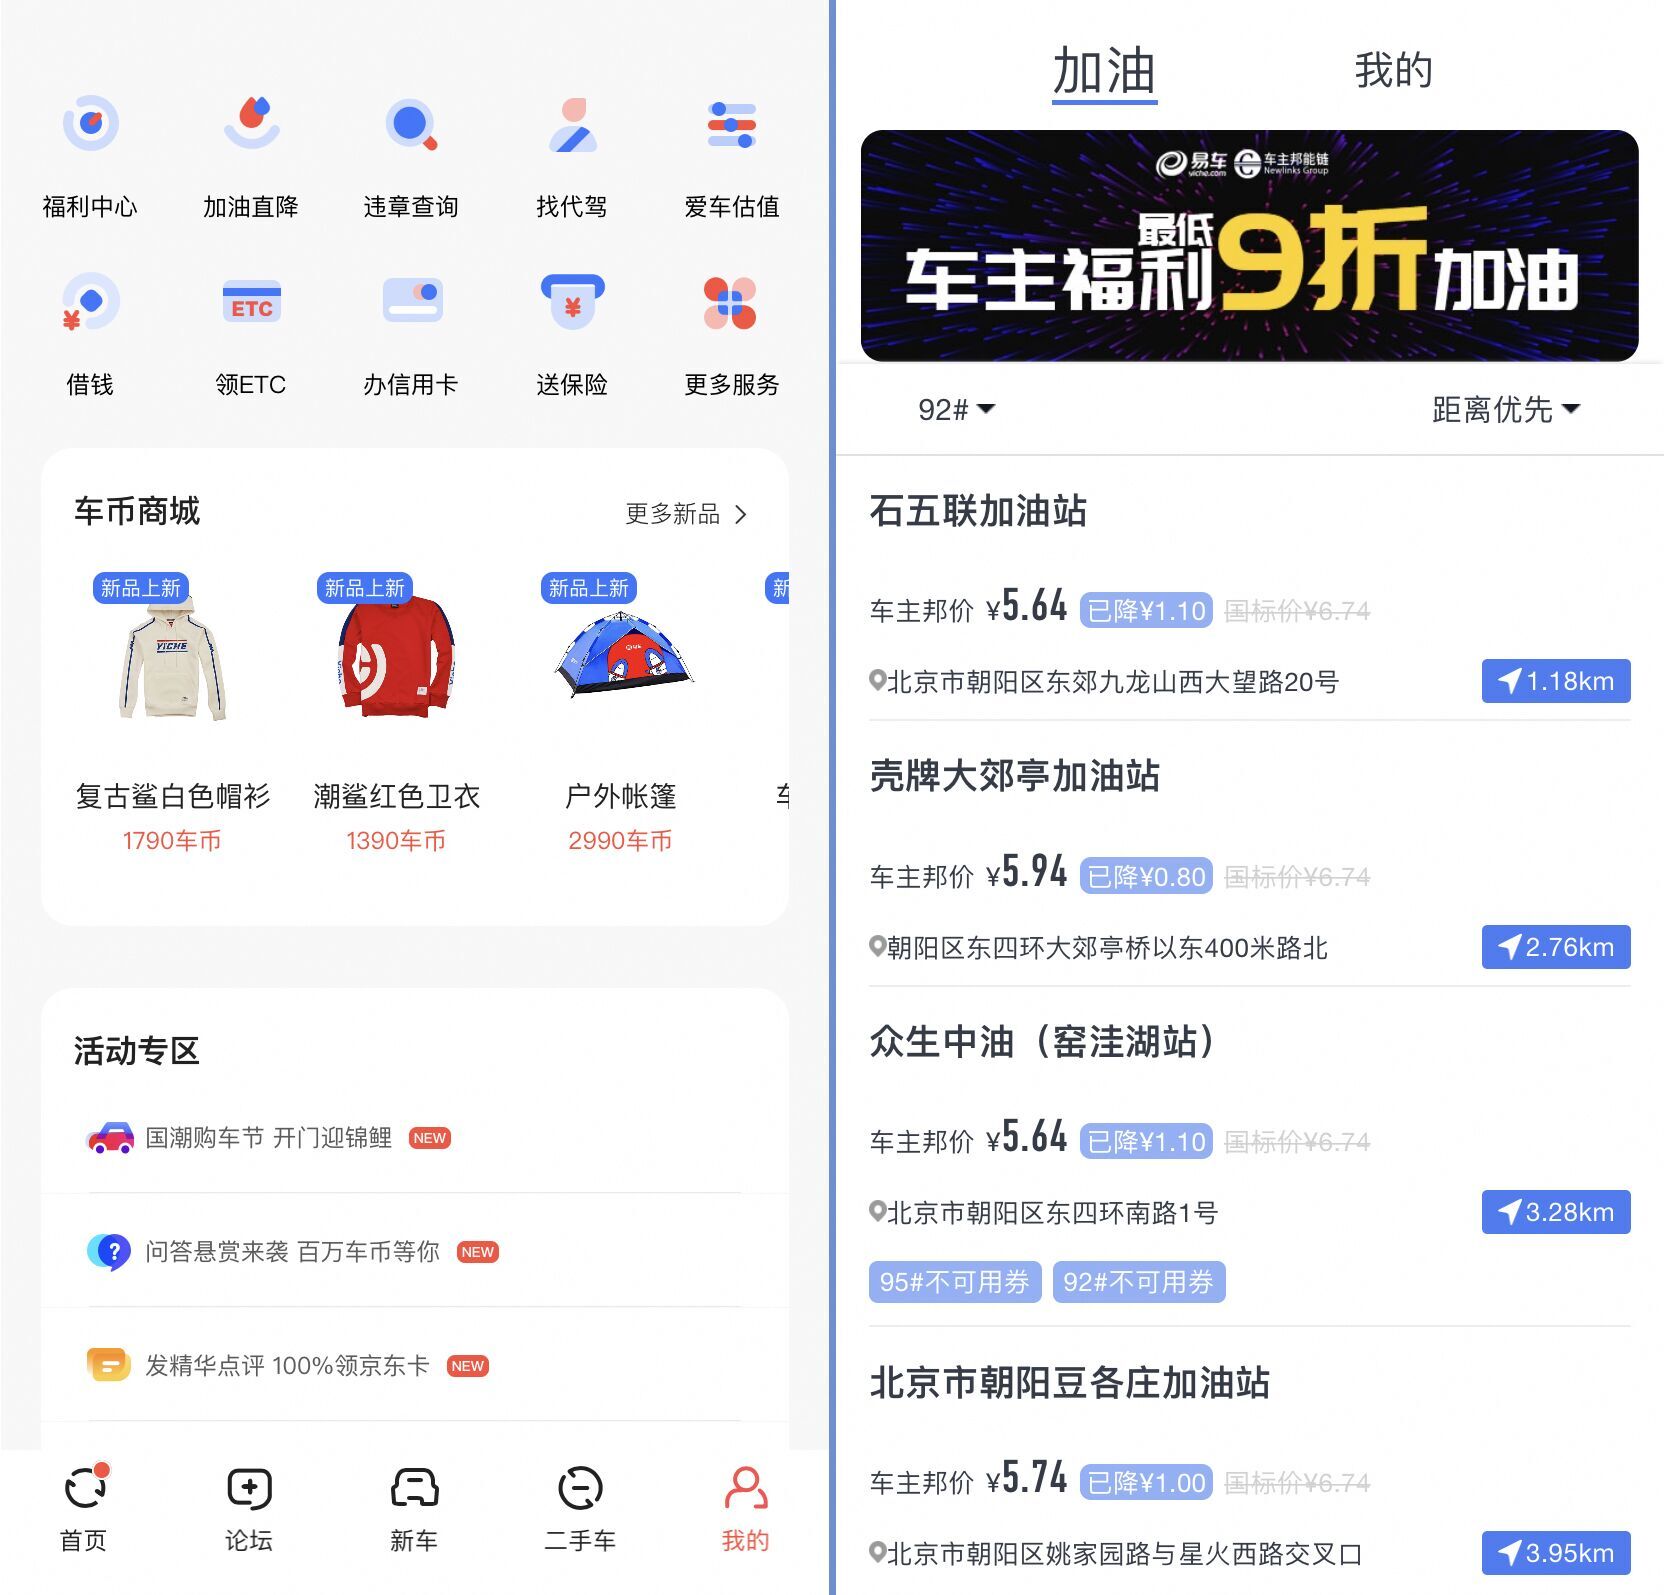 福利中心
加油直降
违章查询
找代驾
爱车估值
ETC
借钱
领ETC
办信用卡
送保险
更多服务
车币商城
更多新品
新品上新
新品上新
新品上新
新
YICHE
复古鲨白色帽衫
潮鲨红色卫衣
户外帐篷
1790车币
1390车币
2990车币
活动专区
国潮购车节 开门迎锦鲤 NEW
问答悬赏来袭 百万车币等你 NEW
发精华点评 100%领京东卡 NEW
首页
论坛
新车
二手车
我的
加油
我的
易车
yiche.com
车主邦能链
Newlinks Group
车主福利最低9折加油
92#
距离优先
石五联加油站
车主邦价 ¥5.64 已降¥1.10 国标价¥6.74
北京市朝阳区东郊九龙山西大望路20号 1.18km
壳牌大郊亭加油站
车主邦价 ¥5.94 已降¥0.80 国标价¥6.74
朝阳区东四环大郊亭桥以东400米路北 2.76km
众生中油（窑洼湖站）
车主邦价 ¥5.64 已降¥1.10 国标价¥6.74
北京市朝阳区东四环南路1号 3.28km
95#不可用券 92#不可用券
北京市朝阳豆各庄加油站
车主邦价 ¥5.74 已降¥1.00 国标价¥6.74
北京市朝阳区姚家园路与星火西路交叉口 3.95km